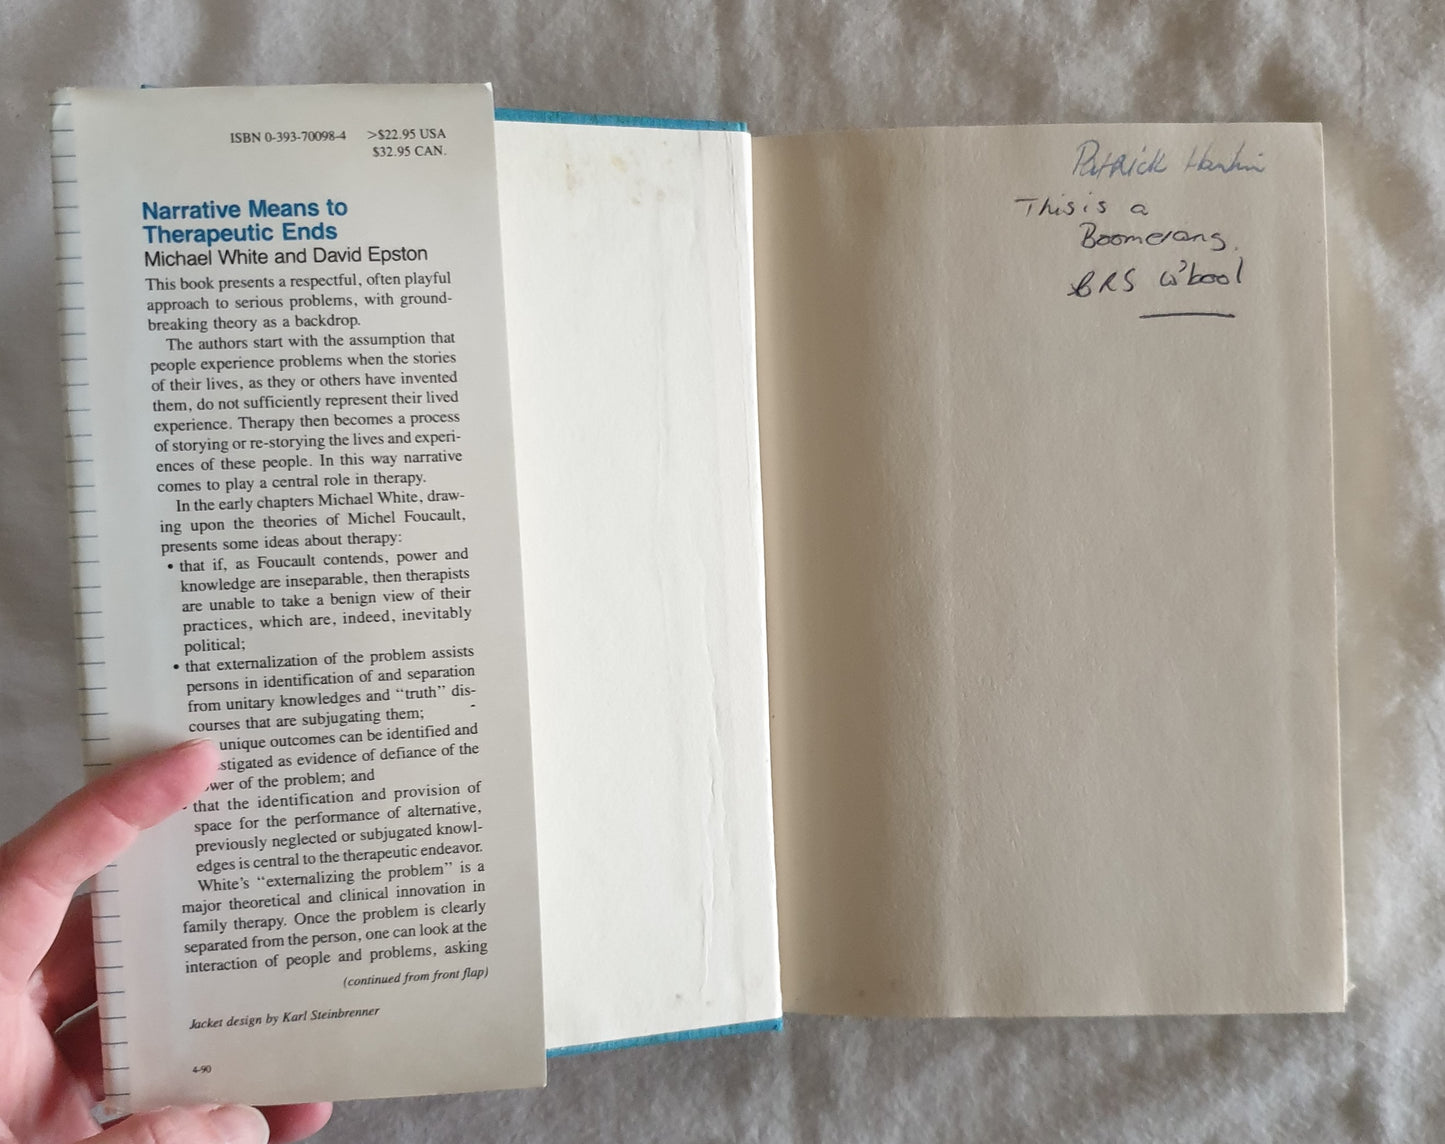 ISBN 0-393-70098-4 >$22.95 USA
$32.95 CAN.
Narrative Means to
Therapeutic Ends
Michael White and David Epston
This book presents a respectful, often playful
approach to serious problems, with ground-
breaking theory as a backdrop.
The authors start with the assumption that
people experience problems when the stories
of their lives, as they or others have invented
them, do not sufficiently represent their lived
experience. Therapy then becomes a process
of storying or re-storying the lives and experi-
ences of these people. In this way narrative
comes to play a central role in therapy.
In the early chapters Michael White, draw-
ing upon the theories of Michel Foucault,
presents some ideas about therapy:
• that if, as Foucault contends, power and
knowledge are inseparable, then therapists
are unable to take a benign view of their
practices, which are, indeed, inevitably
political;
• that externalization of the problem assists
persons in identification of and separation
from unitary knowledges and “truth” dis-
courses that are subjugating them;
unique outcomes can be identified and
stigated as evidence of defiance of the
wer of the problem; and
that the identification and provision of
space for the performance of alternative,
previously neglected or subjugated knowl-
edges is central to the therapeutic endeavor.
White's “externalizing the problem” is a
major theoretical and clinical innovation in
family therapy. Once the problem is clearly
separated from the person, one can look at the
interaction of people and problems, asking
(continued from front flap)
Jacket design by Karl Steinbrenner
4-90
Patrick
This is a
Boomerang.
W'bool